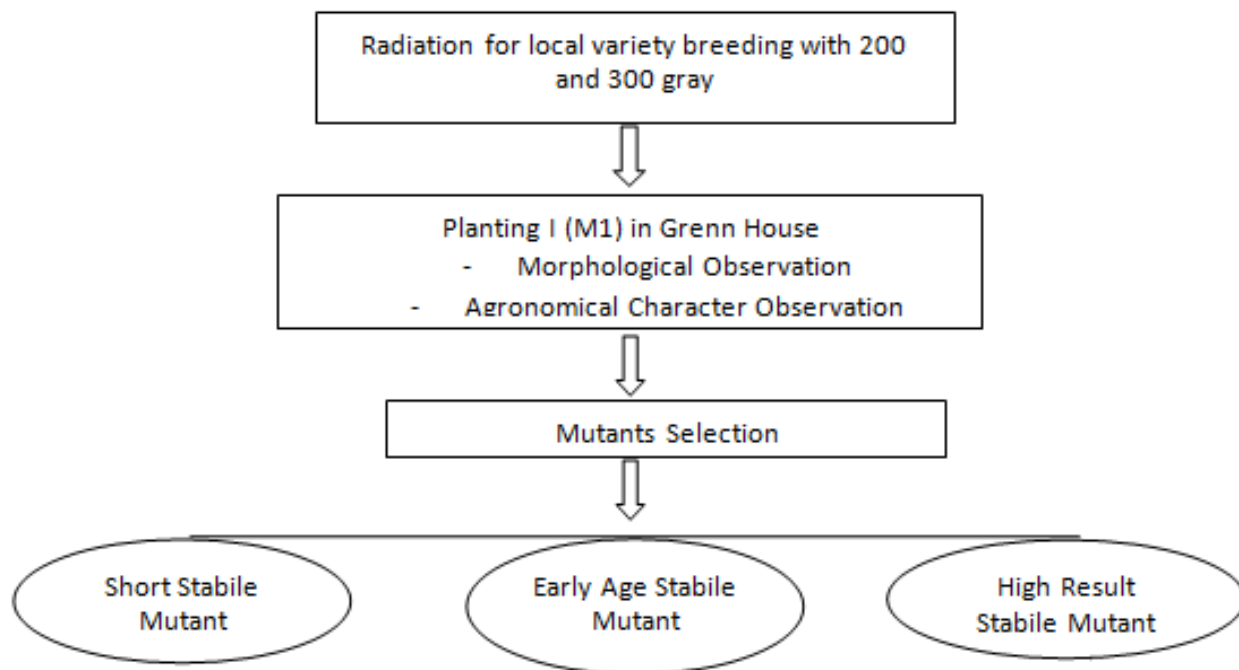 Radiation for local variety breeding with 200
and 300 gray
Planting I (M1) in Grenn House
- Morphological Observation
- Agronomical Character Observation
Mutants Selection
Short Stabile
Mutant
Early Age Stabile
Mutant
High Result
Stabile Mutant